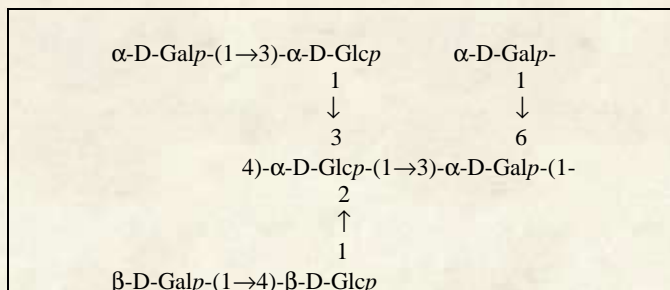 α-D-Galp-(1→3)-α-D-Glcp α-D-Galp-
1 1
↓ ↓
3 6
4)-α-D-Glcp-(1→3)-α-D-Galp-(1-
2
↑
1
β-D-Galp-(1→4)-β-D-Glcp